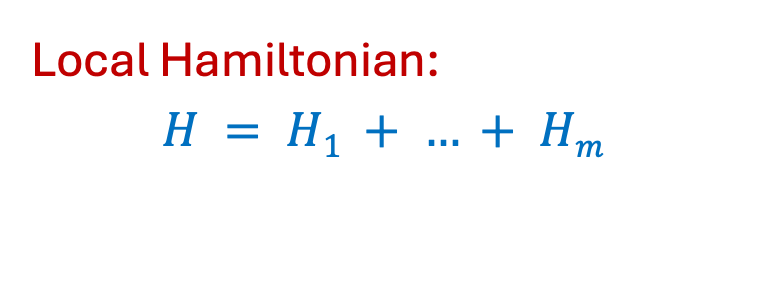 Local Hamiltonian:
𝐻 = 𝐻₁ + … + 𝐻ₘ